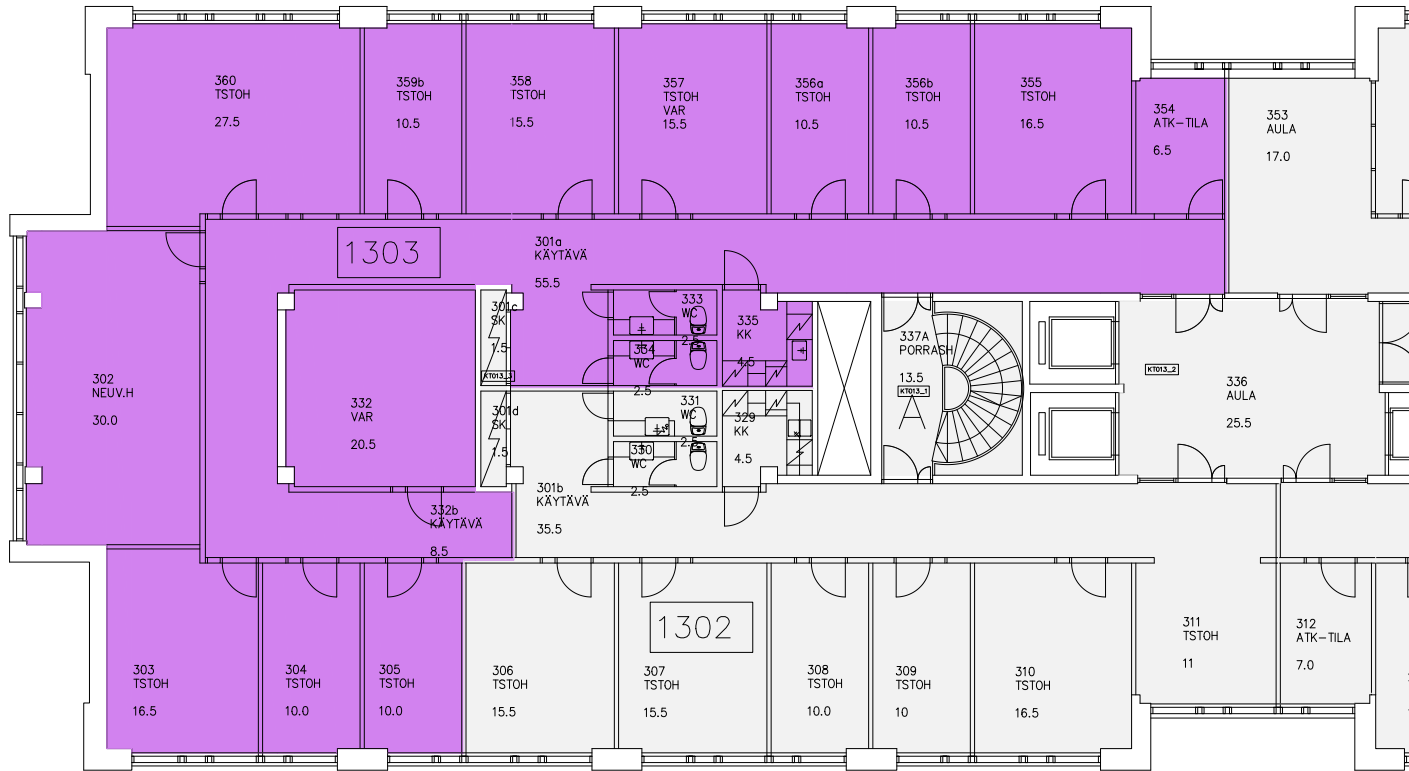 360
TSTOH
27.5
359b
TSTOH
10.5
358
TSTOH
15.5
357
TSTOH
VAR
15.5
356a
TSTOH
10.5
356b
TSTOH
10.5
355
TSTOH
16.5
354
ATK-TILA
6.5
353
AULA
17.0
1303
301a
KÄYTÄVÄ
55.5
301c
SK
1.5
KT013_3
333
WC
2.5
334
WC
2.5
335
KK
4.5
337A
PORRASH
13.5
KT013_1
A
KT013_2
336
AULA
25.5
302
NEUV.H
30.0
332
VAR
20.5
301d
SK
1.5
331
WC
2.5
330
WC
2.5
329
KK
4.5
332b
KÄYTÄVÄ
8.5
301b
KÄYTÄVÄ
35.5
1302
303
TSTOH
16.5
304
TSTOH
10.0
305
TSTOH
10.0
306
TSTOH
15.5
307
TSTOH
15.5
308
TSTOH
10.0
309
TSTOH
10
310
TSTOH
16.5
311
TSTOH
11
312
ATK-TILA
7.0